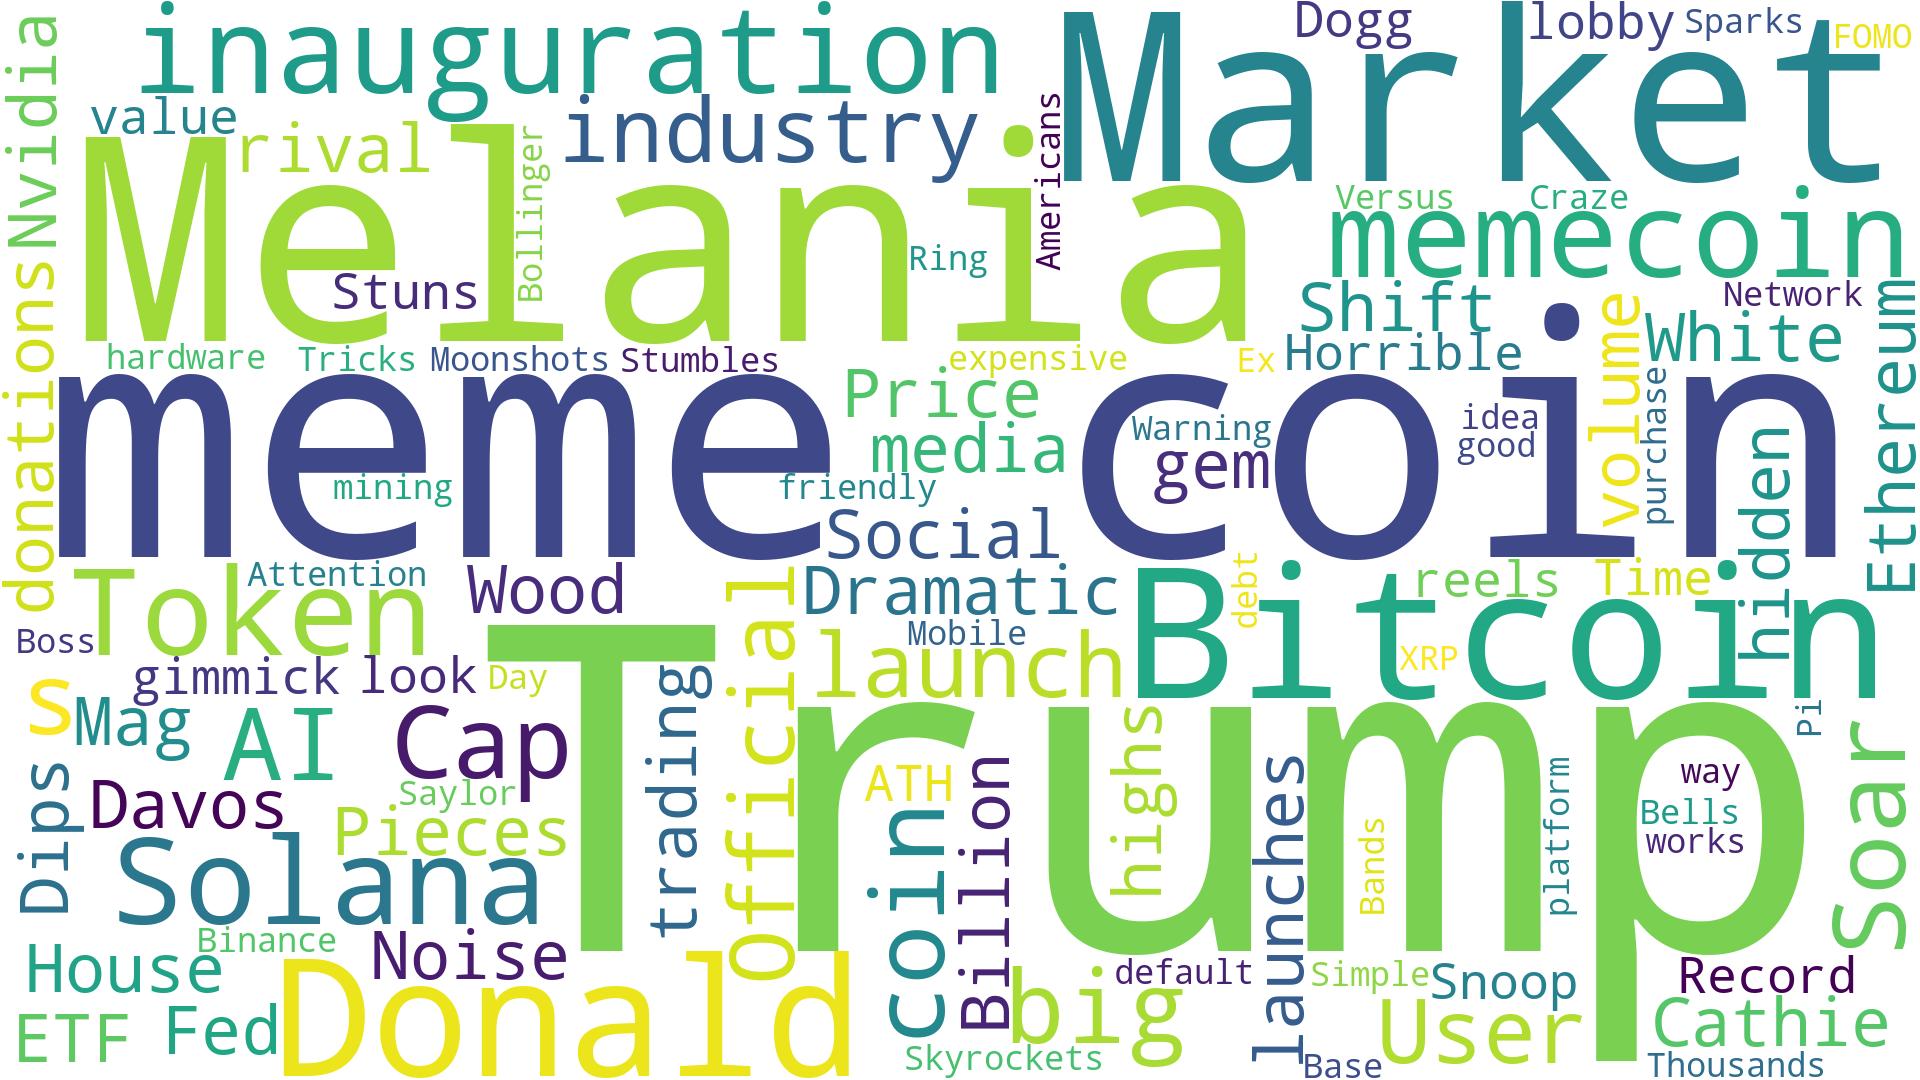 Nvidia
inauguration
Market
Dogg
lobby
Sparks
FOMO
value
rival
industry
Bollinger
Americans
Melania
Ring
Versus
Craze
memecoin
Stuns
Shift
Network
donations
volume
White
Ethereum
hardware
Tricks
Moonshots
Stumbles
expensive
Ex
Horrible
meme coin
Price
media
Warning
gem
idea
good
purchase
hidden
mining
friendly
Social
Token
Attention
Wood
official
Dramatic
debt
reels
Time
Bitcoin
Boss
Mobile
launch
XRP
gimmick
look
Day
trading
Trump
s
Mag
AI
Cap
highs
Pi
Soar
Dips
Davos
Saylor
Pieces
ATH
coin
Billion
launches
Bands
platform
way
Bells
works
Solana
Binance
Noise
House
Donald
big
default
Simple
Snoop
Record
ETF
Fed
User
Cathie
Skyrockets
Base
Thousands